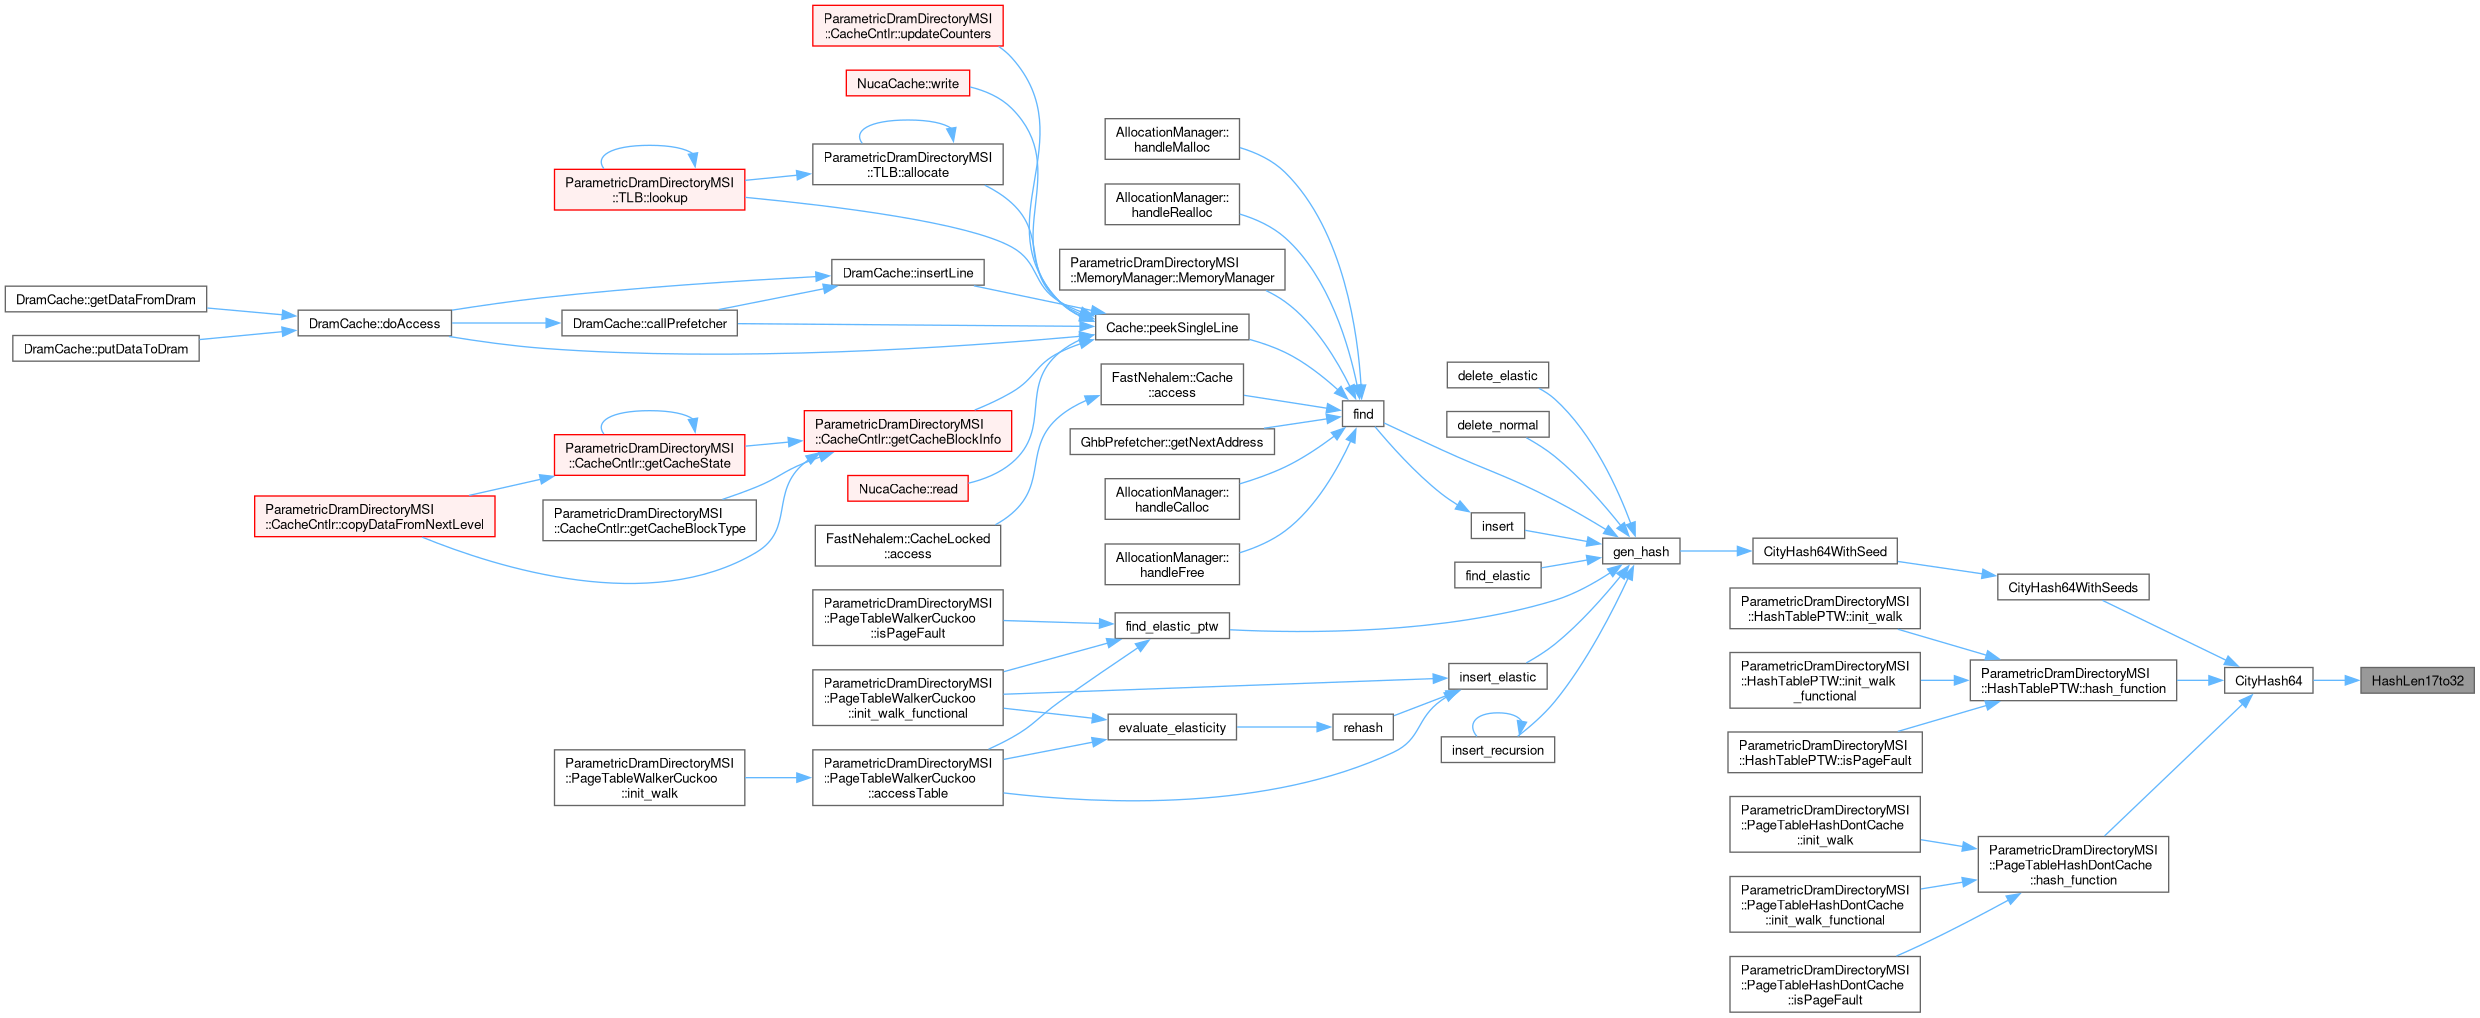 ParametricDramDirectoryMSI
::CacheCntlr::updateCounters
NucaCache::write
ParametricDramDirectoryMSI
::TLB::allocate
ParametricDramDirectoryMSI
::TLB::lookup
DramCache::insertLine
DramCache::getDataFromDram
DramCache::putDataToDram
DramCache::doAccess
DramCache::callPrefetcher
Cache::peekSingleLine
AllocationManager::
handleMalloc
AllocationManager::
handleRealloc
ParametricDramDirectoryMSI
::MemoryManager::MemoryManager
FastNehalem::Cache
::access
GhbPrefetcher::getNextAddress
AllocationManager::
handleCalloc
AllocationManager::
handleFree
find
ParametricDramDirectoryMSI
::CacheCntlr::getCacheBlockInfo
ParametricDramDirectoryMSI
::CacheCntlr::getCacheState
ParametricDramDirectoryMSI
::CacheCntlr::copyDataFromNextLevel
ParametricDramDirectoryMSI
::CacheCntlr::getCacheBlockType
NucaCache::read
FastNehalem::CacheLocked
::access
delete_elastic
delete_normal
insert
find_elastic
gen_hash
CityHash64WithSeed
CityHash64WithSeeds
ParametricDramDirectoryMSI
::PageTableWalkerCuckoo
::isPageFault
find_elastic_ptw
ParametricDramDirectoryMSI
::PageTableWalkerCuckoo
::init_walk_functional
insert_elastic
evaluate_elasticity
rehash
insert_recursion
ParametricDramDirectoryMSI
::PageTableWalkerCuckoo
::init_walk
ParametricDramDirectoryMSI
::PageTableWalkerCuckoo
::accessTable
ParametricDramDirectoryMSI
::HashTablePTW::init_walk
ParametricDramDirectoryMSI
::HashTablePTW::init_walk
_functional
ParametricDramDirectoryMSI
::HashTablePTW::isPageFault
ParametricDramDirectoryMSI
::HashTablePTW::hash_function
CityHash64
HashLen17to32
ParametricDramDirectoryMSI
::PageTableHashDontCache
::init_walk
ParametricDramDirectoryMSI
::PageTableHashDontCache
::hash_function
ParametricDramDirectoryMSI
::PageTableHashDontCache
::init_walk_functional
ParametricDramDirectoryMSI
::PageTableHashDontCache
::isPageFault